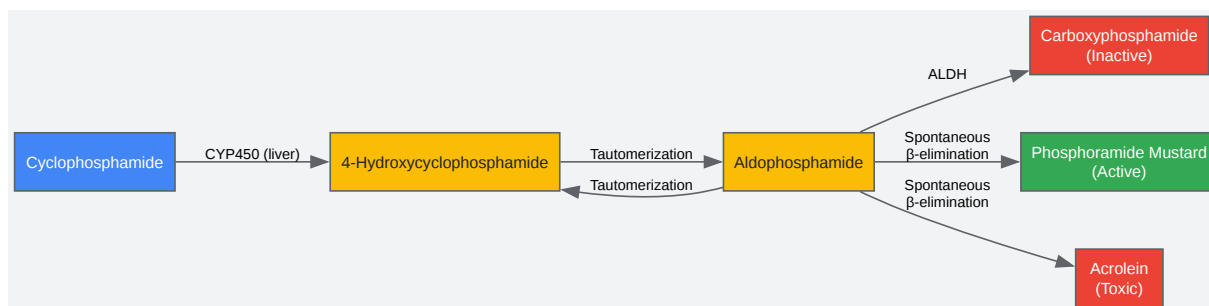 Carboxyphosphamide
(Inactive)
ALDH
Cyclophosphamide
CYP450 (liver)
4-Hydroxycyclophosphamide
Tautomerization
Tautomerization
Aldophosphamide
Spontaneous
β-elimination
Phosphoramide Mustard
(Active)
Spontaneous
β-elimination
Acrolein
(Toxic)